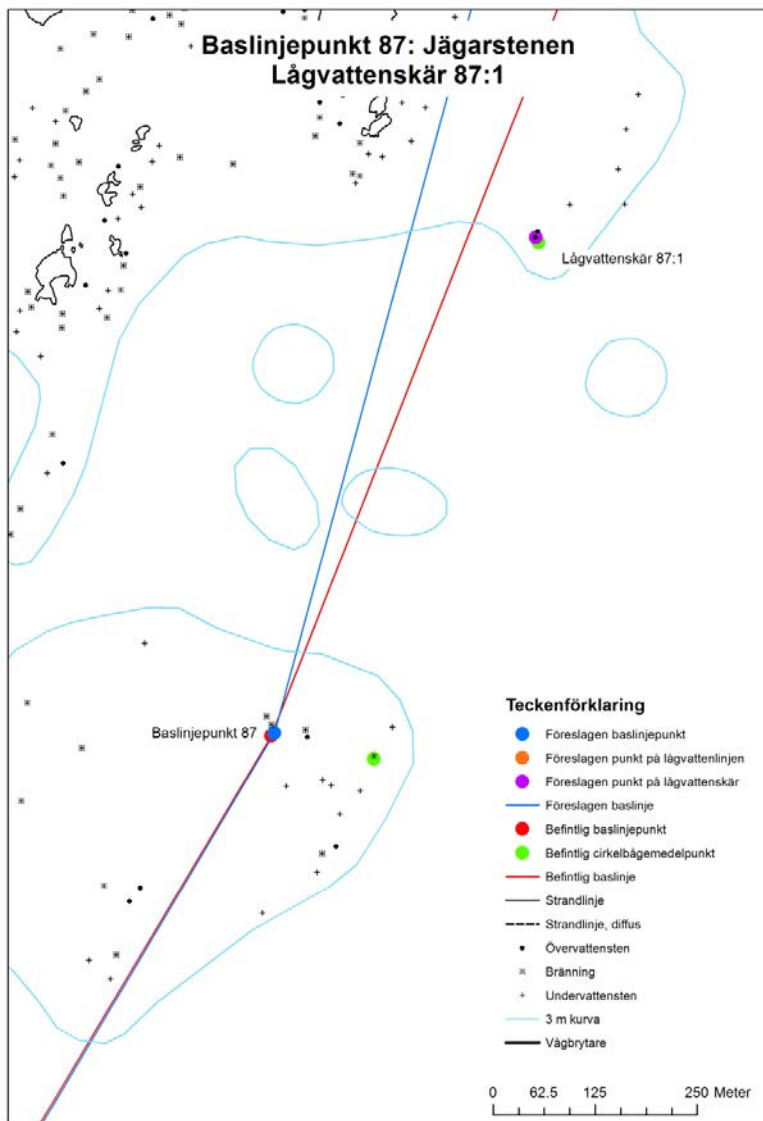 Baslinjepunkt 87: Jägarstenen
Lågvattenskär 87:1
Lågvattenskär 87:1
Baslinjepunkt 87
Teckenförklaring
Föreslagen baslinjepunkt
Föreslagen punkt på lågvattenlinjen
Föreslagen punkt på lågvattenskär
Föreslagen baslinje
Befintlig baslinjepunkt
Befintlig cirkelbågemedelpunkt
Befintlig baslinje
Strandlinje
Strandlinje, diffus
Övervattensten
Bränning
Undervattensten
3 m kurva
Vågbrytare
0 62.5 125 250 Meter